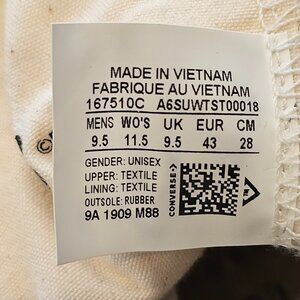 MADE IN VIETNAM
FABRIQUE AU VIETNAM
167510C A6SUWTST00018
MENS WO'S UK EUR CM
9.5 11.5 9.5 43 28
GENDER: UNISEX
UPPER: TEXTILE
LINING: TEXTILE
OUTSOLE: RUBBER
9A 1909 M88
CONVERSE